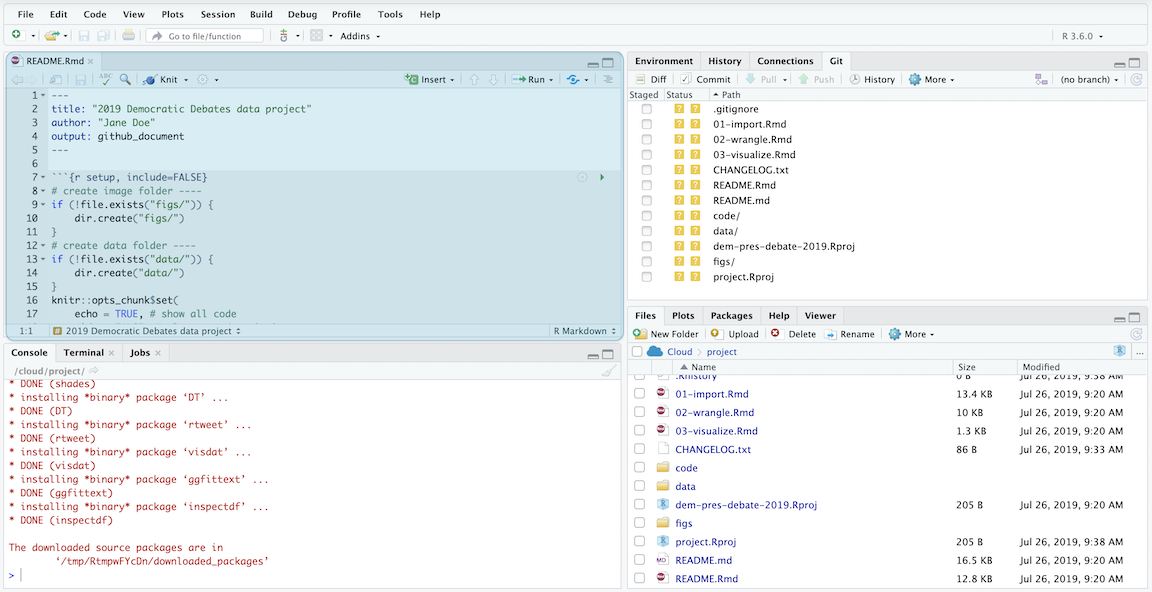 File Edit Code View Plots Session Build Debug Profile Tools Help
Go to file/function Addins R 3.6.0
README.Rmd
Knit Insert Run
1 ---
2 title: "2019 Democratic Debates data project"
3 author: "Jane Doe"
4 output: github_document
5 ---
6
7 ```{r setup, include=FALSE}
8 # create image folder ----
9 if (!file.exists("figs/")) {
10 dir.create("figs/")
11 }
12 # create data folder ----
13 if (!file.exists("data/")) {
14 dir.create("data/")
15 }
16 knitr::opts_chunk$set(
17 echo = TRUE, # show all code
1:1 2019 Democratic Debates data project R Markdown
Console Terminal Jobs
/cloud/project/
* DONE (shades)
* installing *binary* package ‘DT’ ...
* DONE (DT)
* installing *binary* package ‘rtweet’ ...
* DONE (rtweet)
* installing *binary* package ‘visdat’ ...
* DONE (visdat)
* installing *binary* package ‘ggfittext’ ...
* DONE (ggfittext)
* installing *binary* package ‘inspectdf’ ...
* DONE (inspectdf)
The downloaded source packages are in
‘/tmp/RtmpwFYcDn/downloaded_packages’
>
Environment History Connections Git
Diff Commit Pull Push History More (no branch)
Staged Status Path
? ? .gitignore
? ? 01-import.Rmd
? ? 02-wrangle.Rmd
? ? 03-visualize.Rmd
? ? CHANGELOG.txt
? ? README.Rmd
? ? README.md
? ? code/
? ? data/
? ? dem-pres-debate-2019.Rproj
? ? figs/
? ? project.Rproj
Files Plots Packages Help Viewer
New Folder Upload Delete Rename More
Cloud project ...
Name Size Modified
.Rhistory 0 B Jul 26, 2019, 9:38 AM
01-import.Rmd 13.4 KB Jul 26, 2019, 9:20 AM
02-wrangle.Rmd 10 KB Jul 26, 2019, 9:20 AM
03-visualize.Rmd 1.3 KB Jul 26, 2019, 9:20 AM
CHANGELOG.txt 86 B Jul 26, 2019, 9:33 AM
code
data
dem-pres-debate-2019.Rproj 205 B Jul 26, 2019, 9:20 AM
figs
project.Rproj 205 B Jul 26, 2019, 9:38 AM
README.md 16.5 KB Jul 26, 2019, 9:20 AM
README.Rmd 12.8 KB Jul 26, 2019, 9:20 AM